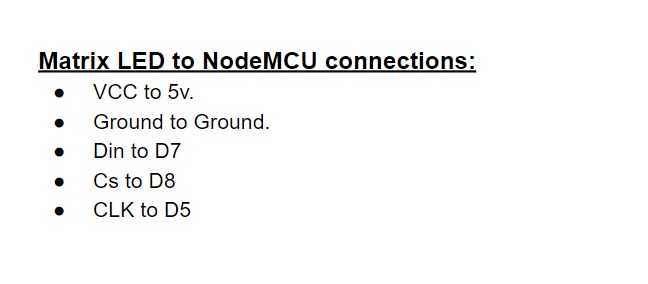 Matrix LED to NodeMCU connections:
● VCC to 5v.
● Ground to Ground.
● Din to D7
● Cs to D8
● CLK to D5